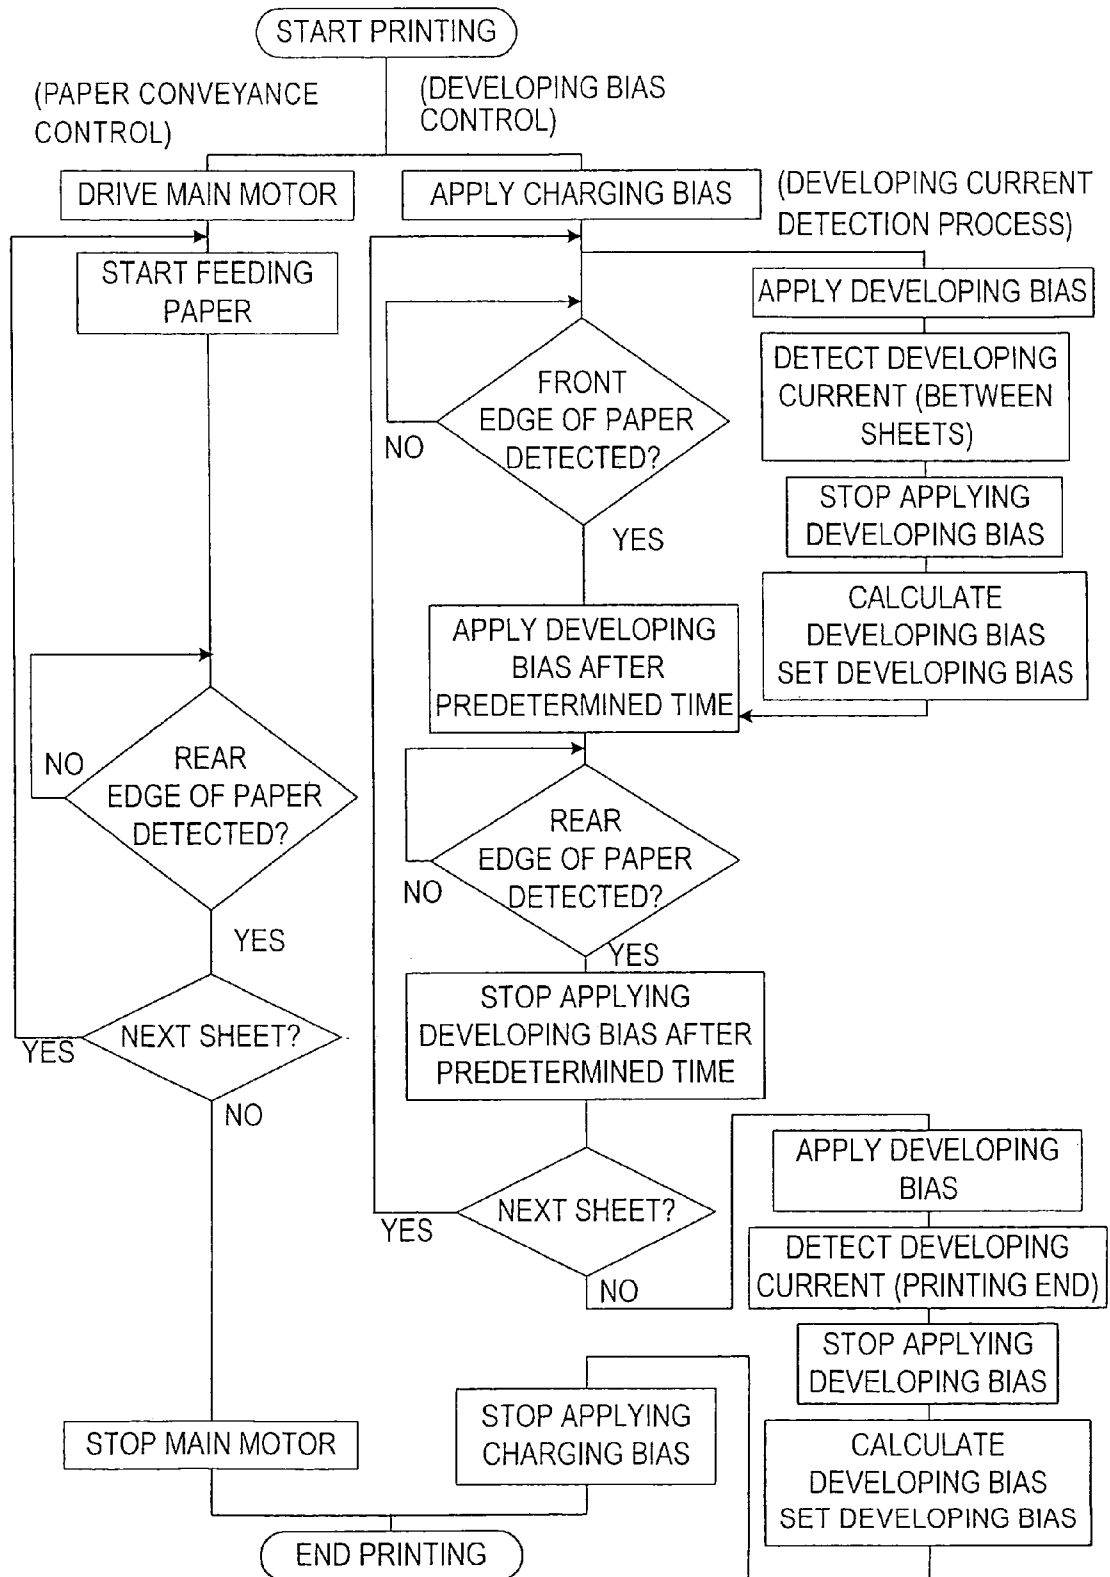 START PRINTING
(PAPER CONVEYANCE
CONTROL)
(DEVELOPING BIAS
CONTROL)
DRIVE MAIN MOTOR
APPLY CHARGING BIAS
(DEVELOPING CURRENT
DETECTION PROCESS)
START FEEDING
PAPER
APPLY DEVELOPING BIAS
DETECT DEVELOPING
CURRENT (BETWEEN
SHEETS)
FRONT
EDGE OF PAPER
DETECTED?
NO
YES
STOP APPLYING
DEVELOPING BIAS
CALCULATE
DEVELOPING BIAS
SET DEVELOPING BIAS
APPLY DEVELOPING
BIAS AFTER
PREDETERMINED TIME
REAR
EDGE OF PAPER
DETECTED?
NO
YES
REAR
EDGE OF PAPER
DETECTED?
NO
YES
STOP APPLYING
DEVELOPING BIAS AFTER
PREDETERMINED TIME
NEXT SHEET?
YES
NO
NEXT SHEET?
YES
NO
APPLY DEVELOPING
BIAS
DETECT DEVELOPING
CURRENT (PRINTING END)
STOP APPLYING
DEVELOPING BIAS
CALCULATE
DEVELOPING BIAS
SET DEVELOPING BIAS
STOP MAIN MOTOR
STOP APPLYING
CHARGING BIAS
END PRINTING